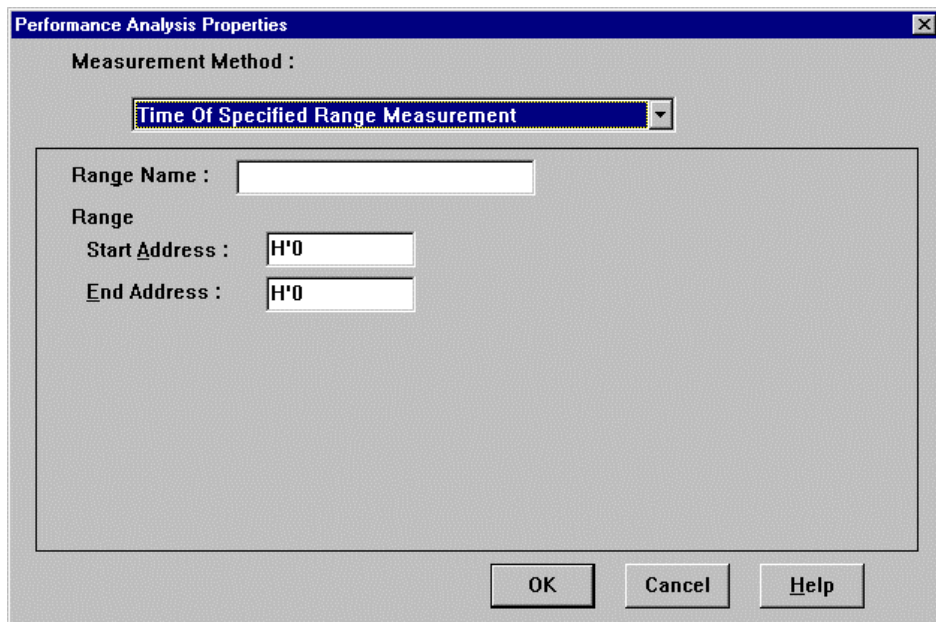 Performance Analysis Properties
Measurement Method :
Time Of Specified Range Measurement
Range Name :
Range
Start Address : H'0
End Address : H'0
OK Cancel Help